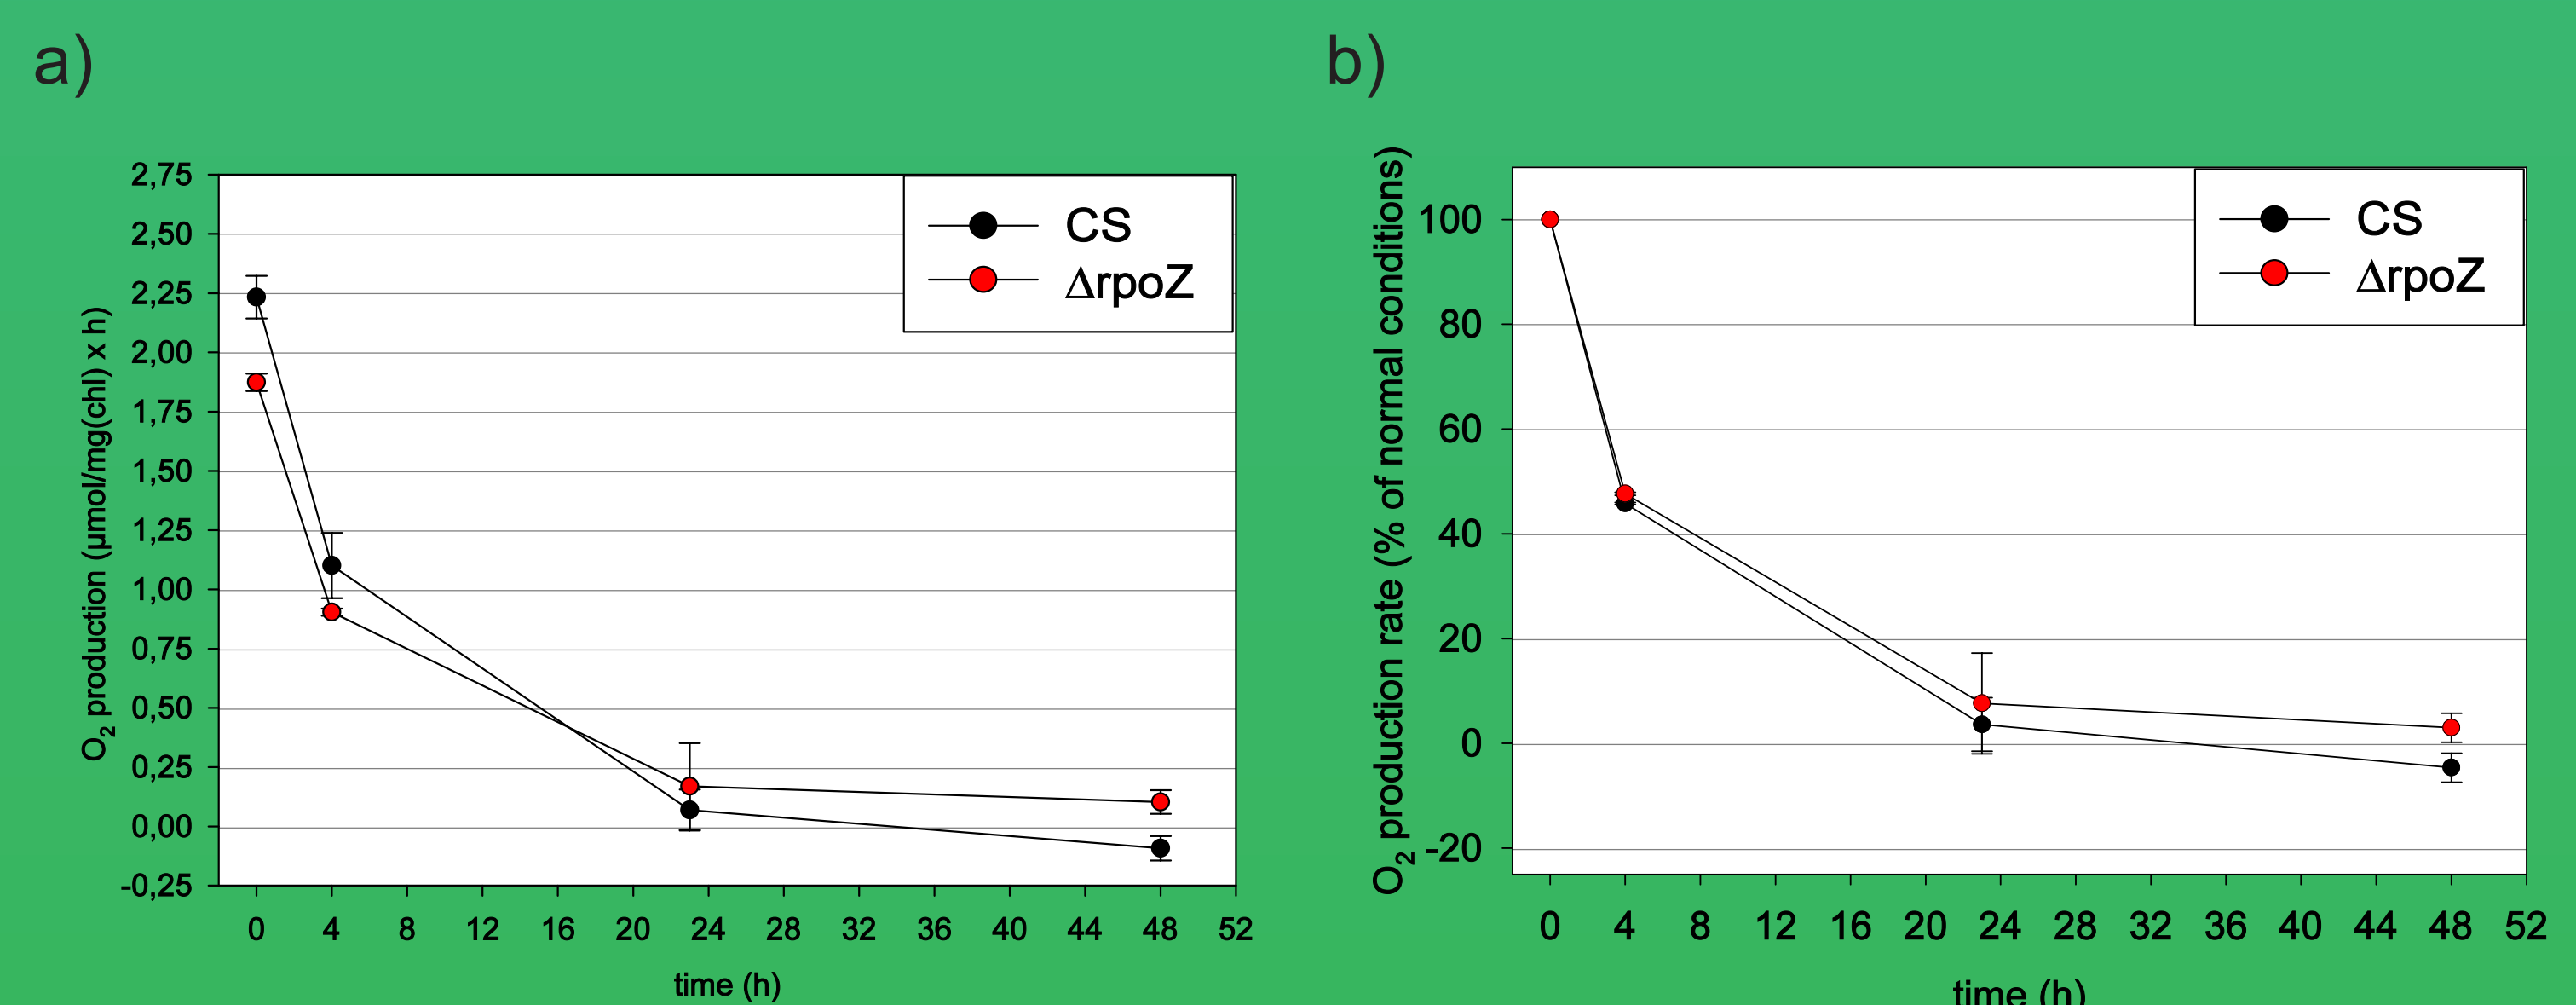 a)
O2 production (µmol/mg(chl) x h)
2,75
2,50
2,25
2,00
1,75
1,50
1,25
1,00
0,75
0,50
0,25
0,00
-0,25
CS
ΔrpoZ
0 4 8 12 16 20 24 28 32 36 40 44 48 52
time (h)
b)
O2 production rate (% of normal conditions)
100
80
60
40
20
0
-20
CS
ΔrpoZ
0 4 8 12 16 20 24 28 32 36 40 44 48 52
time (h)